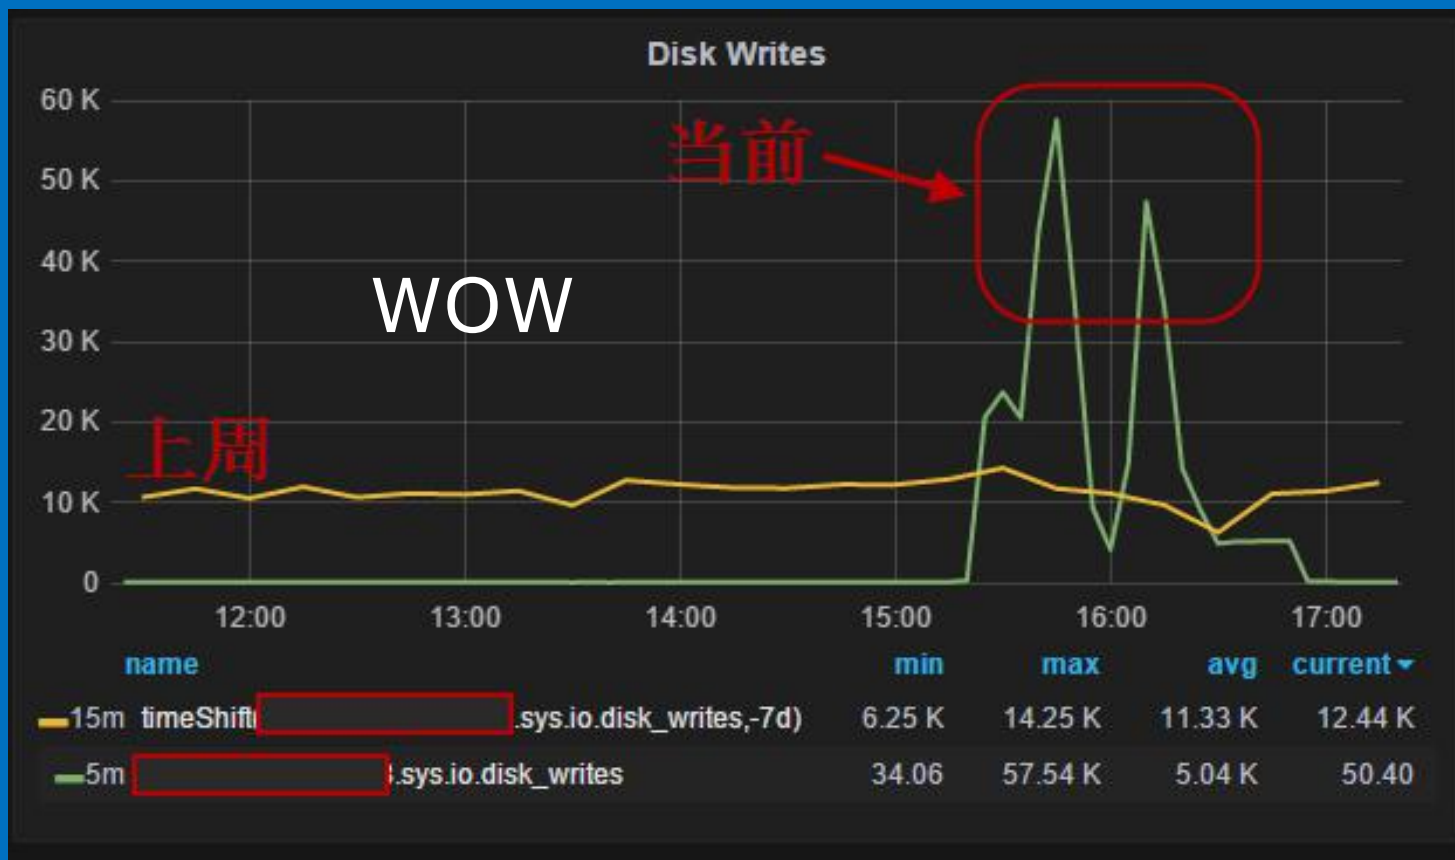 Disk Writes
60 K
当前
50 K
40 K
WOW
30 K
20 K
上周
10 K
0
12:00 13:00 14:00 15:00 16:00 17:00
name min max avg current
15m timeShift( .sys.io.disk_writes,-7d) 6.25 K 14.25 K 11.33 K 12.44 K
5m .sys.io.disk_writes 34.06 57.54 K 5.04 K 50.40